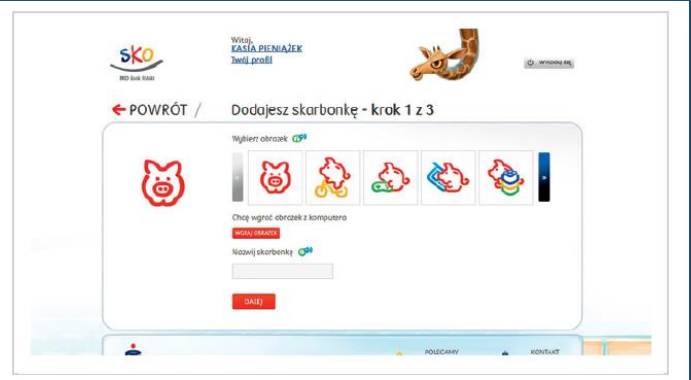 SKO
PKO BANK POLSKI
Witaj,
KASIA PIENIĄŻEK
Twój profil
WYLOGUJ SIĘ
← POWRÓT /
Dodajesz skarbonkę - krok 1 z 3
Wybierz obrazek
«
»
Chcę wgrać obrazek z komputera
WGRAJ OBRAZEK
Nazwij skarbonkę
DALEJ
POLECAMY
KONTAKT